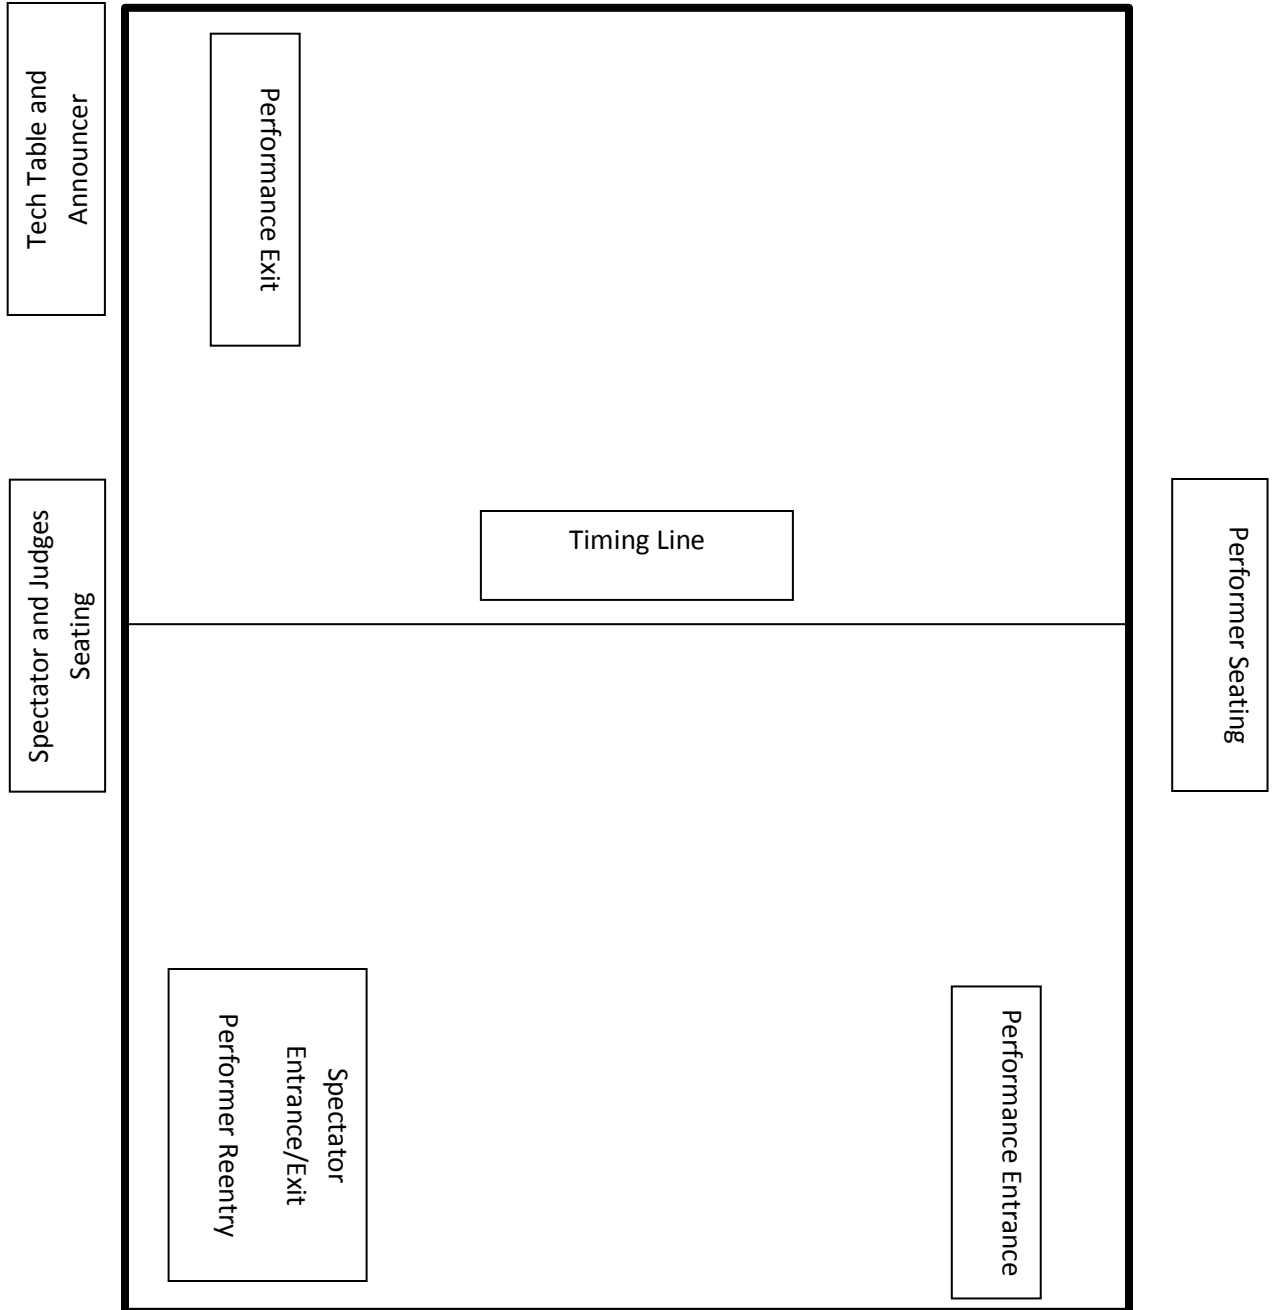 Tech Table and
Announcer
Performance Exit
Spectator and Judges
Seating
Timing Line
Performer Seating
Spectator
Entrance/Exit
Performer Reentry
Performance Entrance